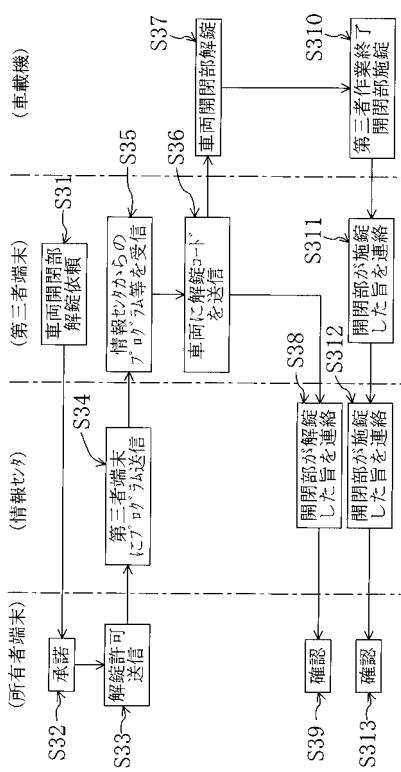 (所有者端末)
(情報センタ)
(第三者端末)
(車載機)
車両開閉部
解錠依頼
S31
承諾
S32
解錠許可
送信
S33
第三者端末
にプログラム送信
S34
情報センタからの
プログラム等を受信
S35
車両に解錠コード
を送信
S36
車両開閉部解錠
S37
開閉部が解錠
した旨を連絡
S38
確認
S39
第三者作業終了
開閉部施錠
S310
開閉部が施錠
した旨を連絡
S311
開閉部が施錠
した旨を連絡
S312
確認
S313